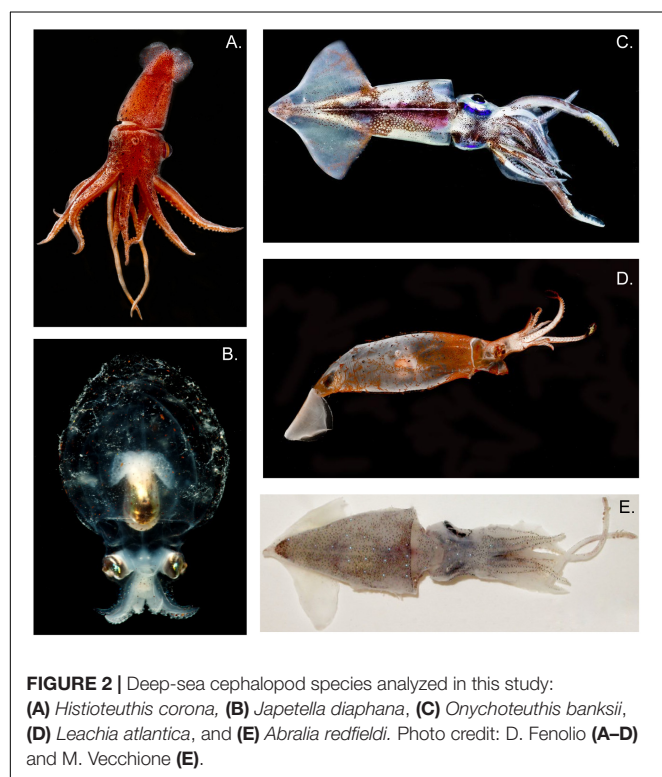 A.
B.
C.
D.
E.
FIGURE 2 | Deep-sea cephalopod species analyzed in this study:
(A) Histioteuthis corona, (B) Japetella diaphana, (C) Onychoteuthis banksii,
(D) Leachia atlantica, and (E) Abralia redfieldi. Photo credit: D. Fenolio (A–D)
and M. Vecchione (E).